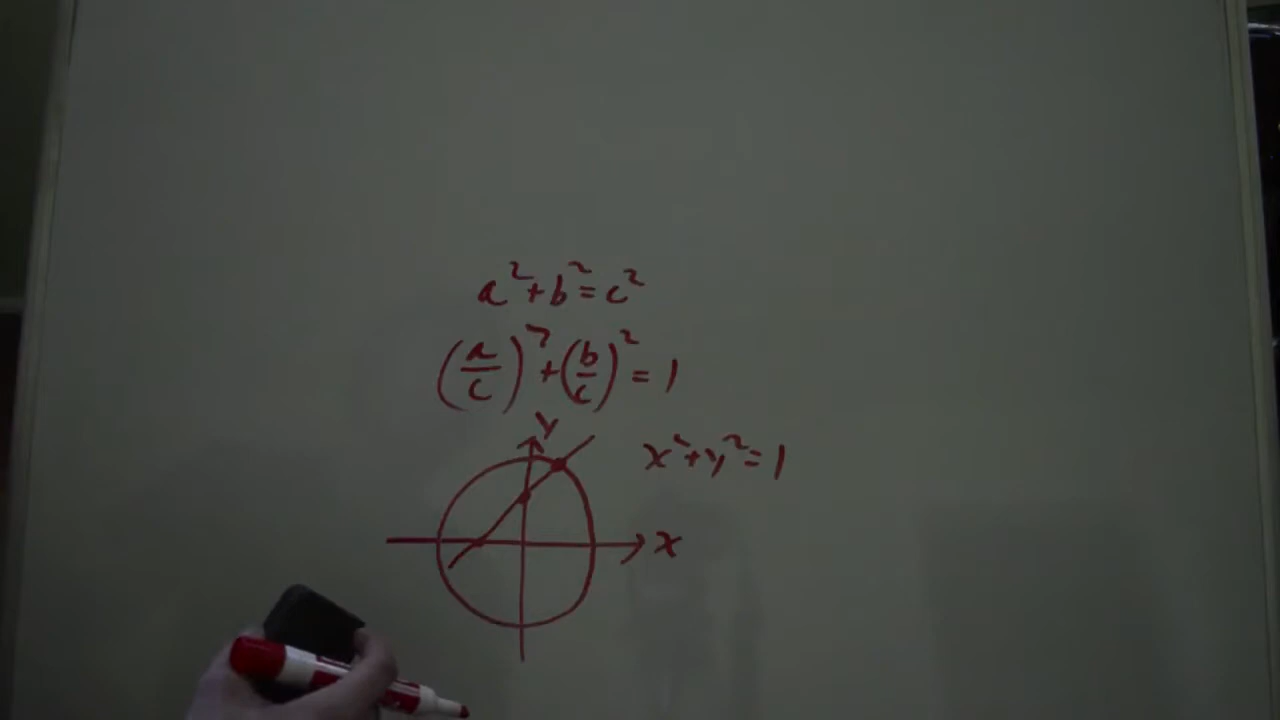 a²+b²=c²
(a/c)²+(b/c)²=1
y
x²+y²=1
x